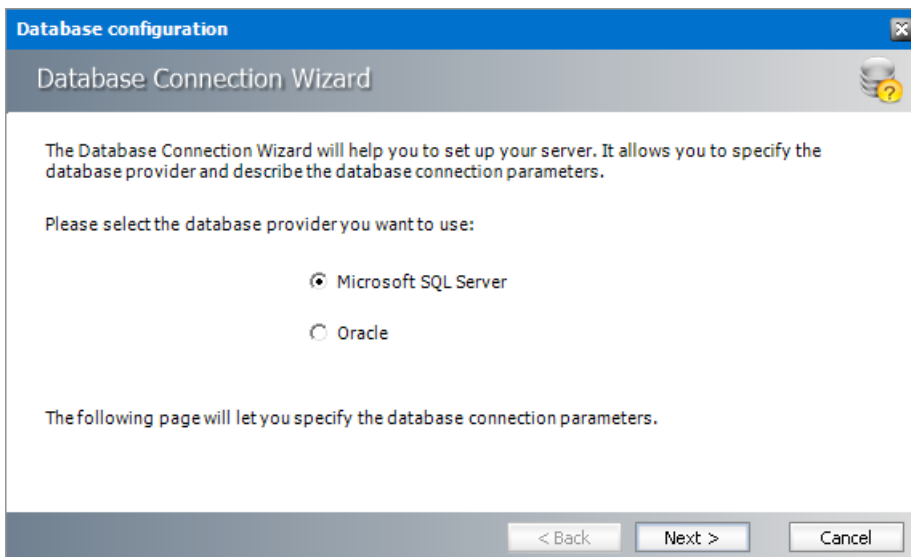 Database configuration
Database Connection Wizard
The Database Connection Wizard will help you to set up your server. It allows you to specify the
database provider and describe the database connection parameters.
Please select the database provider you want to use:
Microsoft SQL Server
Oracle
The following page will let you specify the database connection parameters.
< Back Next > Cancel